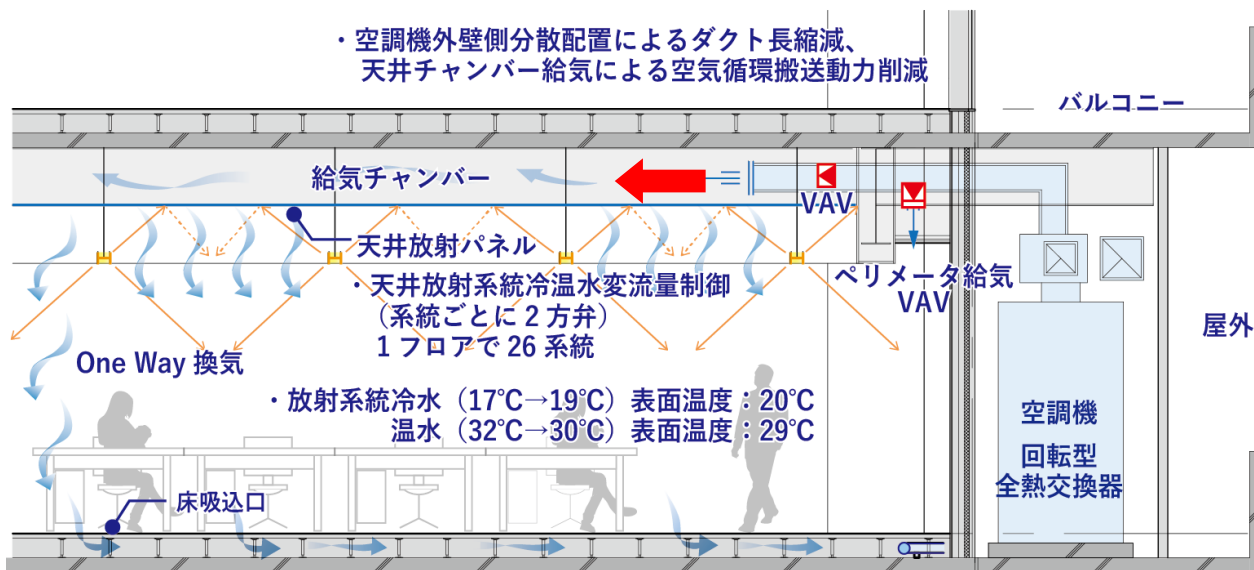 ・空調機外壁側分散配置によるダクト長縮減、
天井チャンバー給気による空気循環搬送動力削減
バルコニー
給気チャンバー
VAV
天井放射パネル
ペリメータ給気
VAV
・天井放射系統冷温水変流量制御
（系統ごとに2方弁）
1フロアで26系統
屋外
One Way 換気
・放射系統冷水（17℃→19℃）表面温度：20℃
温水（32℃→30℃）表面温度：29℃
空調機
回転型
全熱交換器
床吸込口